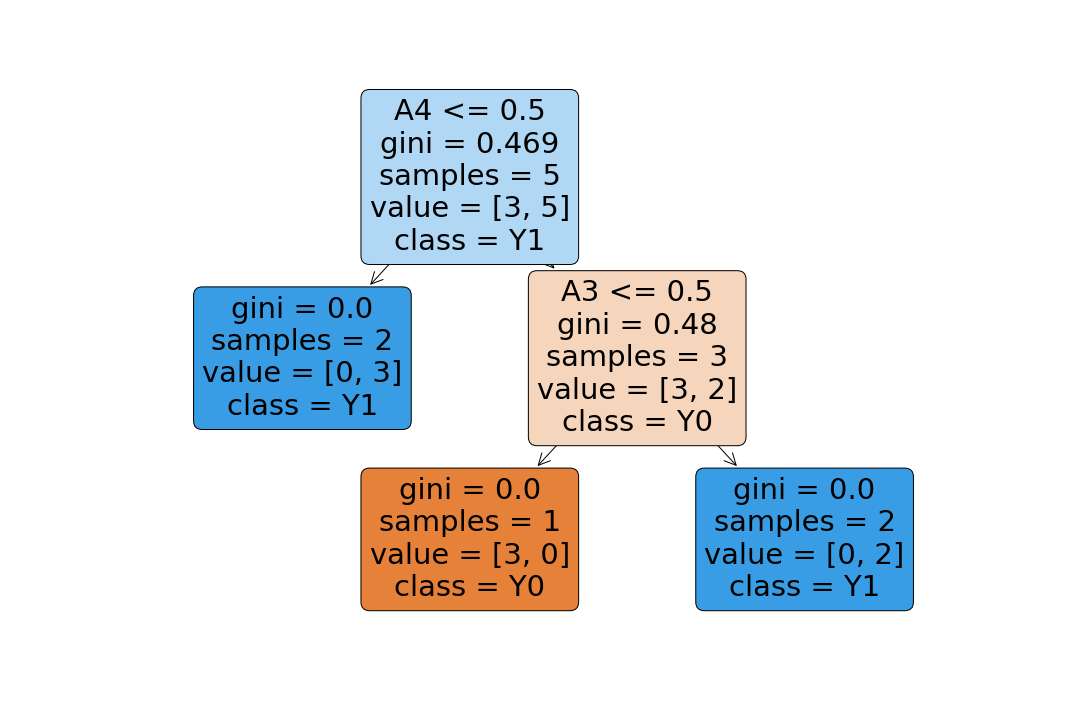 A4 <= 0.5
gini = 0.469
samples = 5
value = [3, 5]
class = Y1
gini = 0.0
samples = 2
value = [0, 3]
class = Y1
A3 <= 0.5
gini = 0.48
samples = 3
value = [3, 2]
class = Y0
gini = 0.0
samples = 1
value = [3, 0]
class = Y0
gini = 0.0
samples = 2
value = [0, 2]
class = Y1